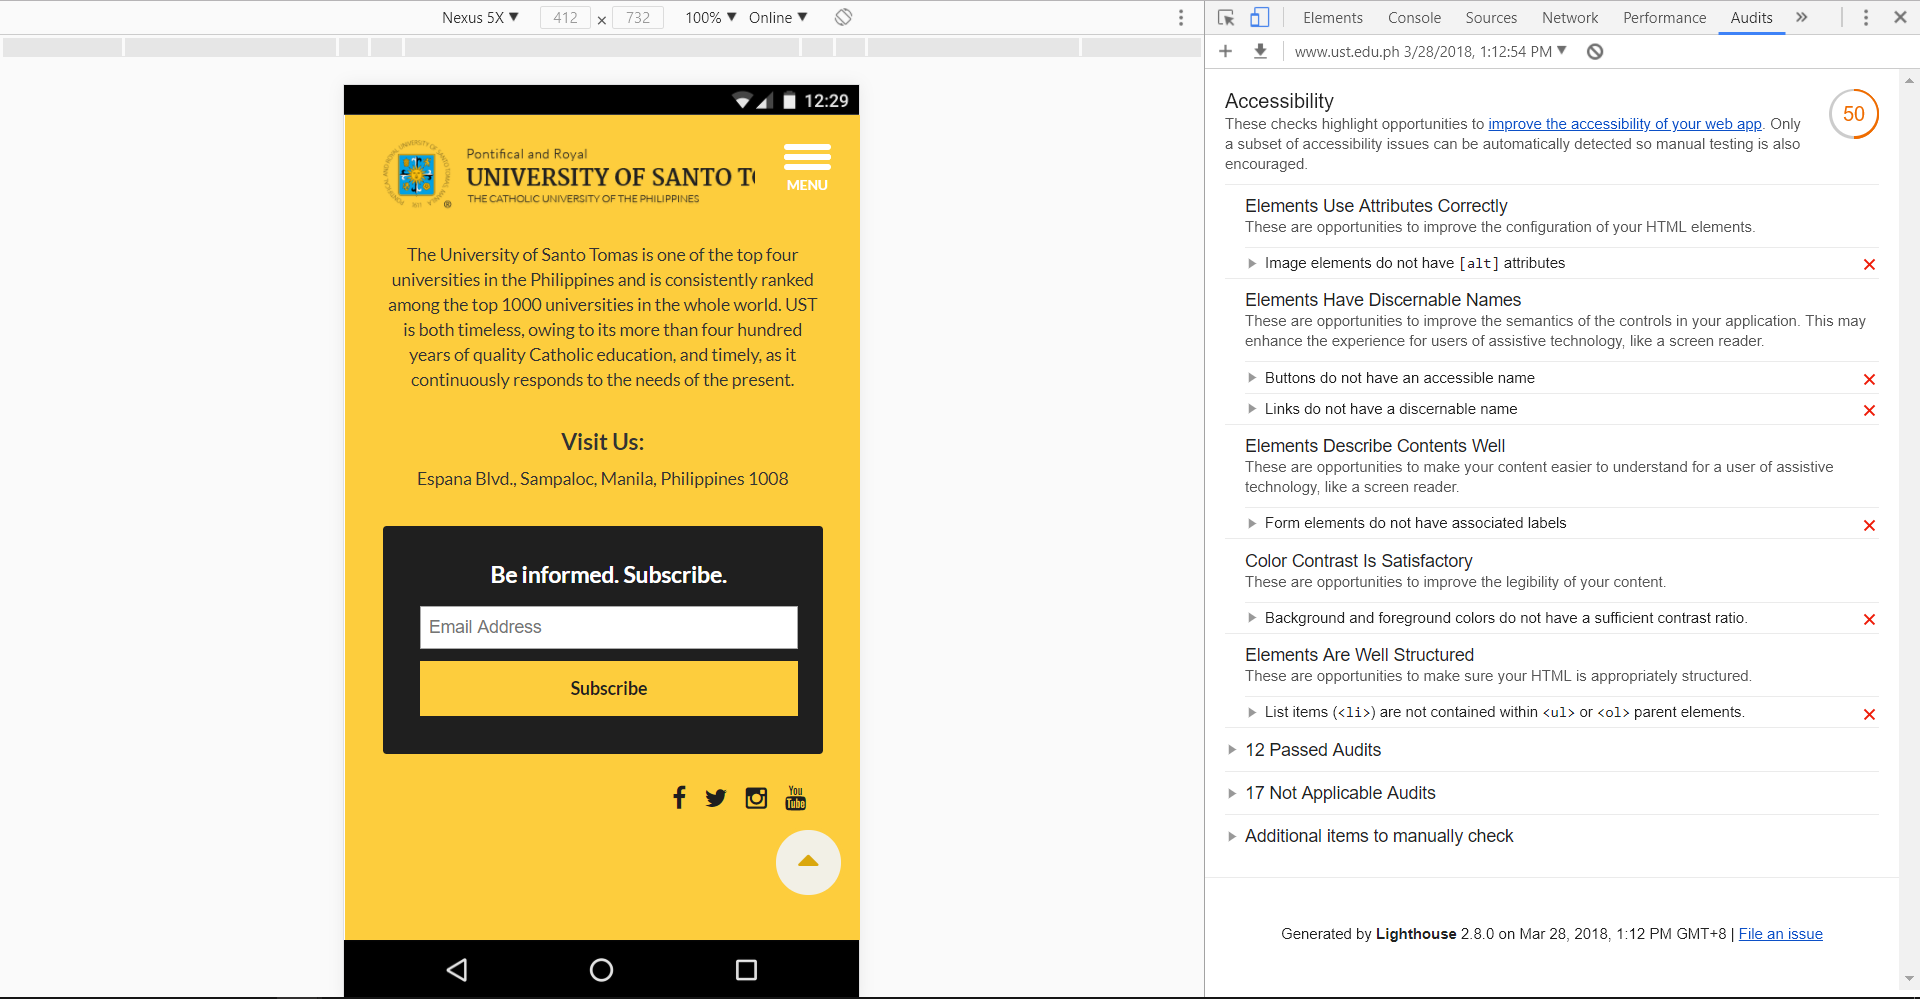 Nexus 5X ▼ 412 × 732 100% ▼ Online ▼
12:29
Pontifical and Royal
UNIVERSITY OF SANTO TO
THE CATHOLIC UNIVERSITY OF THE PHILIPPINES
MENU
The University of Santo Tomas is one of the top four
universities in the Philippines and is consistently ranked
among the top 1000 universities in the whole world. UST
is both timeless, owing to its more than four hundred
years of quality Catholic education, and timely, as it
continuously responds to the needs of the present.
Visit Us:
Espana Blvd., Sampaloc, Manila, Philippines 1008
Be informed. Subscribe.
Email Address
Subscribe
You
Tube
Elements Console Sources Network Performance Audits »
www.ust.edu.ph 3/28/2018, 1:12:54 PM ▼
Accessibility
50
These checks highlight opportunities to improve the accessibility of your web app. Only
a subset of accessibility issues can be automatically detected so manual testing is also
encouraged.
Elements Use Attributes Correctly
These are opportunities to improve the configuration of your HTML elements.
Image elements do not have [alt] attributes
Elements Have Discernable Names
These are opportunities to improve the semantics of the controls in your application. This may
enhance the experience for users of assistive technology, like a screen reader.
Buttons do not have an accessible name
Links do not have a discernable name
Elements Describe Contents Well
These are opportunities to make your content easier to understand for a user of assistive
technology, like a screen reader.
Form elements do not have associated labels
Color Contrast Is Satisfactory
These are opportunities to improve the legibility of your content.
Background and foreground colors do not have a sufficient contrast ratio.
Elements Are Well Structured
These are opportunities to make sure your HTML is appropriately structured.
List items (<li>) are not contained within <ul> or <ol> parent elements.
12 Passed Audits
17 Not Applicable Audits
Additional items to manually check
Generated by Lighthouse 2.8.0 on Mar 28, 2018, 1:12 PM GMT+8 | File an issue